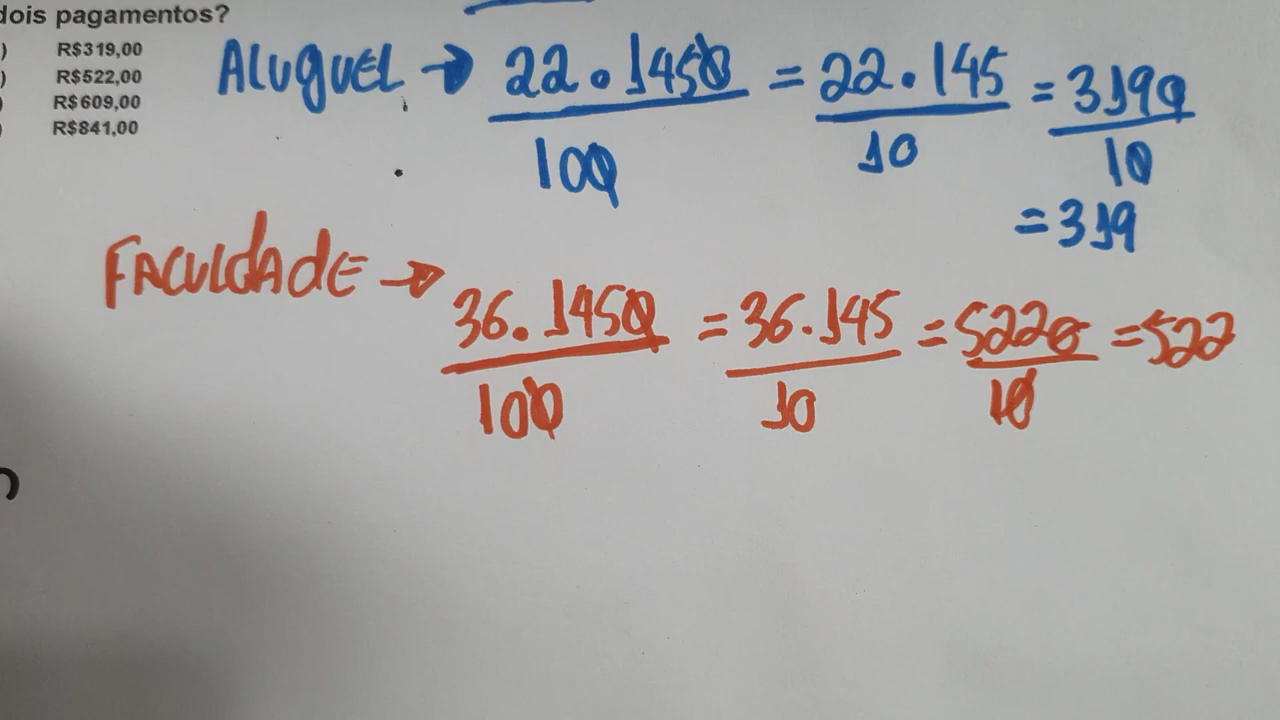 dois pagamentos?
) R$319,00
) R$522,00
) R$609,00
) R$841,00
ALUGUEL → 22.1450/100 = 22.145/10 = 3190/10
= 319
FACULDADE → 36.1450/100 = 36.145/10 = 5220/10 = 522